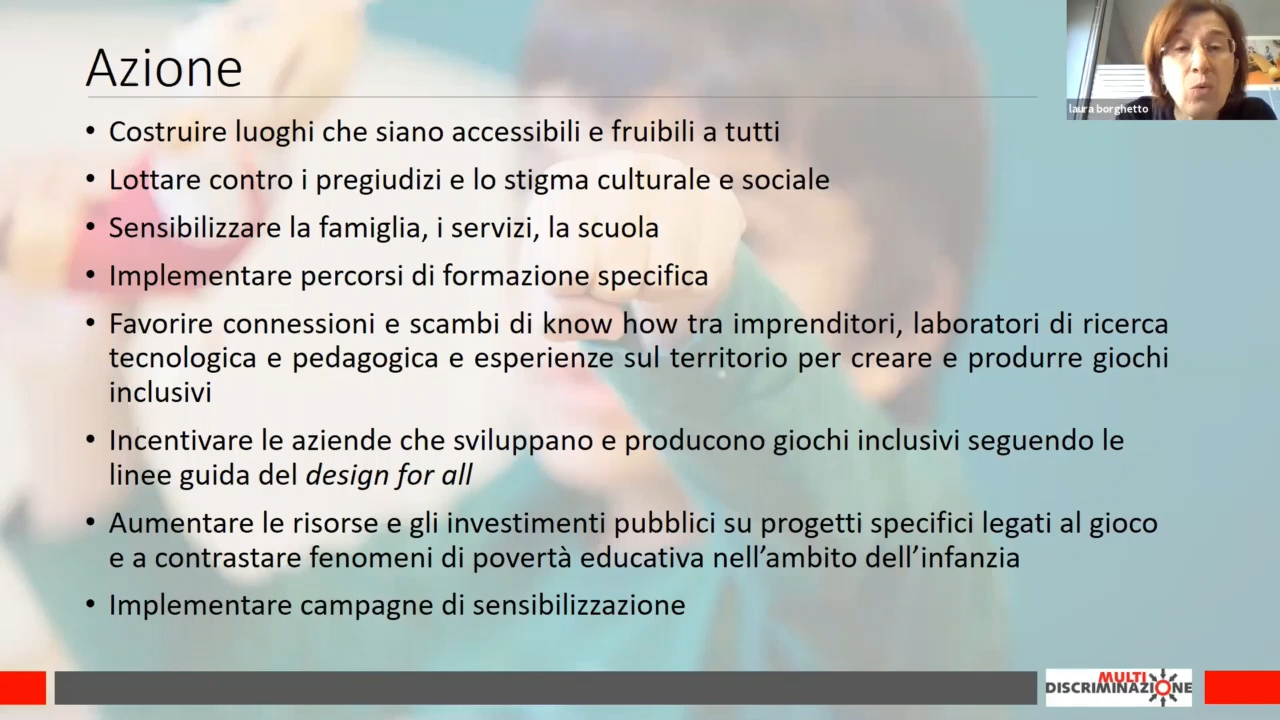 Azione
laura borghetto
• Costruire luoghi che siano accessibili e fruibili a tutti
• Lottare contro i pregiudizi e lo stigma culturale e sociale
• Sensibilizzare la famiglia, i servizi, la scuola
• Implementare percorsi di formazione specifica
• Favorire connessioni e scambi di know how tra imprenditori, laboratori di ricerca
tecnologica e pedagogica e esperienze sul territorio per creare e produrre giochi
inclusivi
• Incentivare le aziende che sviluppano e producono giochi inclusivi seguendo le
linee guida del design for all
• Aumentare le risorse e gli investimenti pubblici su progetti specifici legati al gioco
e a contrastare fenomeni di povertà educativa nell’ambito dell’infanzia
• Implementare campagne di sensibilizzazione
MULTI
DISCRIMINAZIONE